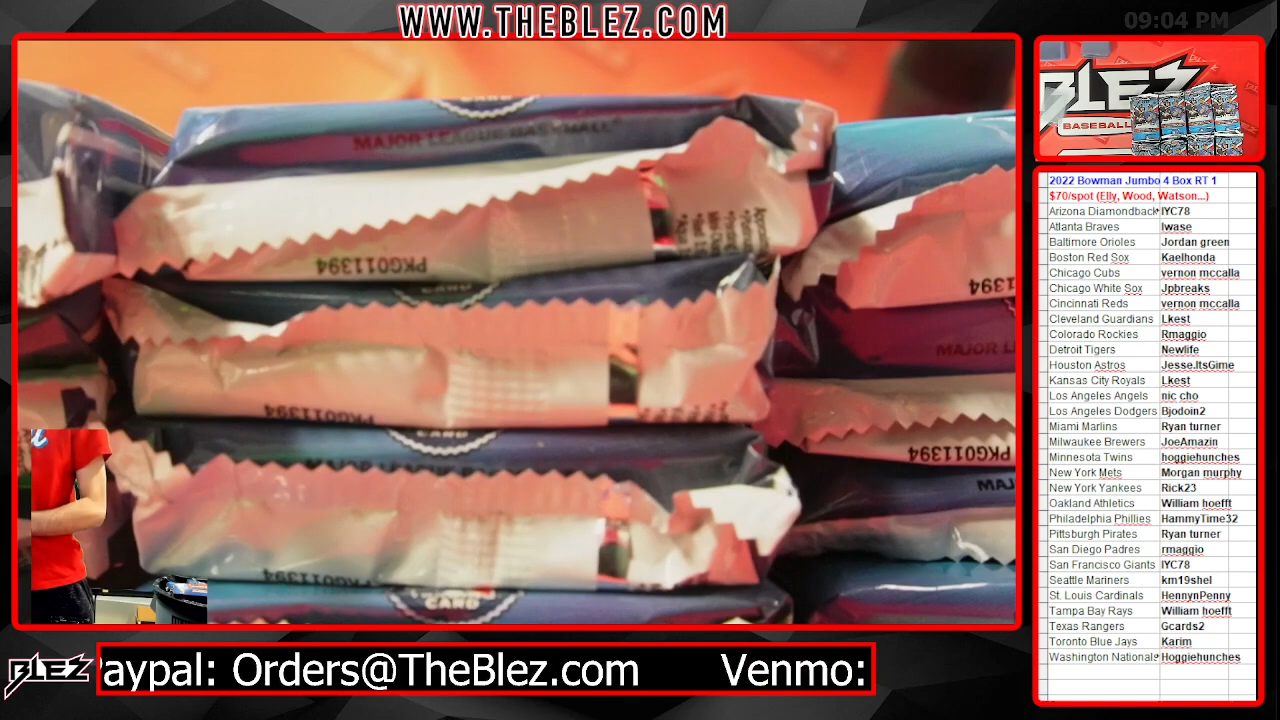 WWW.THEBLEZ.COM
09:04 PM
MAJOR LEAGUE BASEBALL
CARD
PKG011394
PKG011394
PKG011394
PKG011394
CARD
BLEZ
BASEBALL
2022 Bowman Jumbo 4 Box RT 1
$70/spot (Elly, Wood, Watson...)
Arizona Diamondback IYC78
Atlanta Braves Iwase
Baltimore Orioles Jordan green
Boston Red Sox Kaelhonda
Chicago Cubs vernon mccalla
Chicago White Sox Jpbreaks
Cincinnati Reds vernon mccalla
Cleveland Guardians Lkest
Colorado Rockies Rmaggio
Detroit Tigers Newlife
Houston Astros JesseItsGime
Kansas City Royals Lkest
Los Angeles Angels nic cho
Los Angeles Dodgers Bjodoin2
Miami Marlins Ryan turner
Milwaukee Brewers JoeAmazin
Minnesota Twins hoggiehunches
New York Mets Morgan murphy
New York Yankees Rick23
Oakland Athletics William hoefft
Philadelphia Phillies HammyTime32
Pittsburgh Pirates Ryan turner
San Diego Padres rmaggio
San Francisco Giants IYC78
Seattle Mariners km19shel
St. Louis Cardinals HennynPenny
Tampa Bay Rays William hoefft
Texas Rangers Gcards2
Toronto Blue Jays Karim
Washington Nationals Hoggiehunches
BLEZ
aypal: Orders@TheBlez.com Venmo: